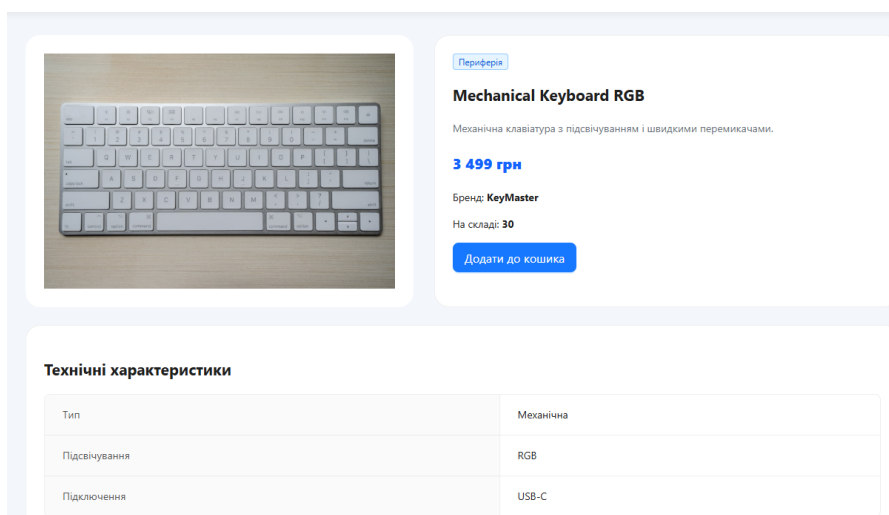 Периферія
Mechanical Keyboard RGB
Механічна клавіатура з підсвічуванням і швидкими перемикачами.
3 499 грн
Бренд: KeyMaster
На складі: 30
Додати до кошика
Технічні характеристики
Тип Механічна
Підсвічування RGB
Підключення USB-C